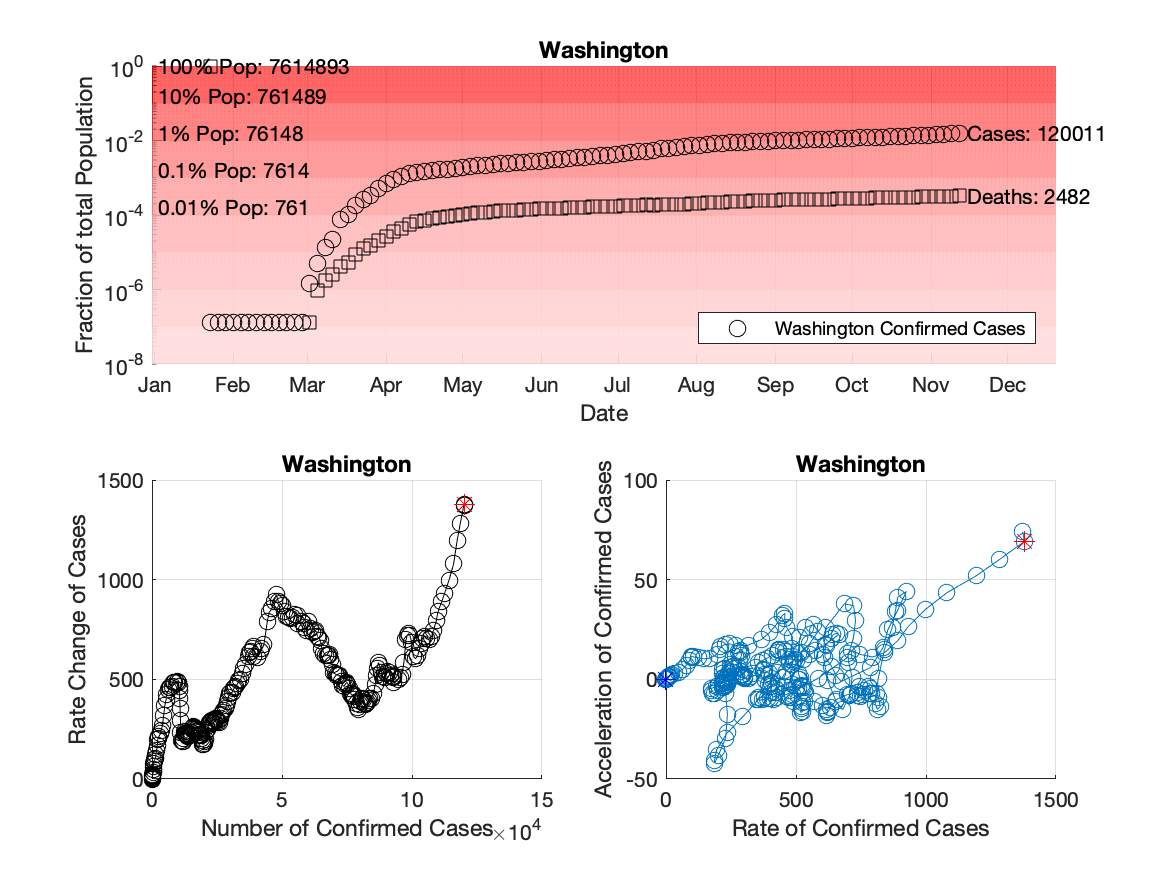 Washington
Fraction of total Population
10^0
10^-2
10^-4
10^-6
10^-8
100% Pop: 7614893
10% Pop: 761489
1% Pop: 76148
0.1% Pop: 7614
0.01% Pop: 761
Cases: 120011
Deaths: 2482
Washington Confirmed Cases
Jan Feb Mar Apr May Jun Jul Aug Sep Oct Nov Dec
Date
Washington
Rate Change of Cases
1500
1000
500
0
0 5 10 15
Number of Confirmed Cases ×10^4
Washington
Acceleration of Confirmed Cases
100
50
0
-50
0 500 1000 1500
Rate of Confirmed Cases